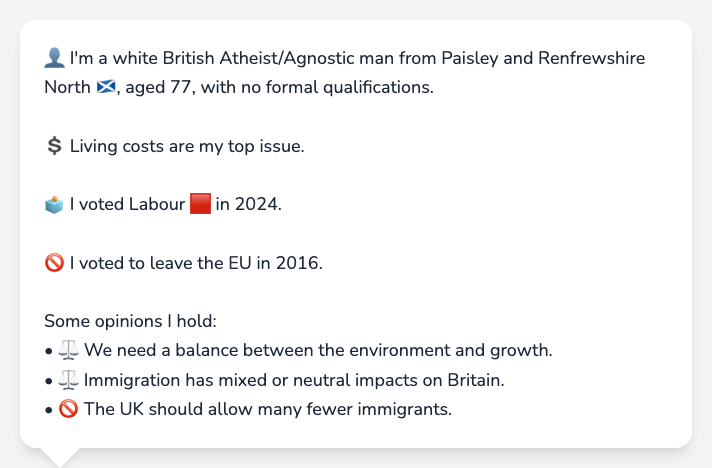 👤 I'm a white British Atheist/Agnostic man from Paisley and Renfrewshire
North 🏴󠁧󠁢󠁳󠁣󠁴󠁿, aged 77, with no formal qualifications.
💲 Living costs are my top issue.
🗳️ I voted Labour 🟥 in 2024.
🚫 I voted to leave the EU in 2016.
Some opinions I hold:
• ⚖️ We need a balance between the environment and growth.
• ⚖️ Immigration has mixed or neutral impacts on Britain.
• 🚫 The UK should allow many fewer immigrants.